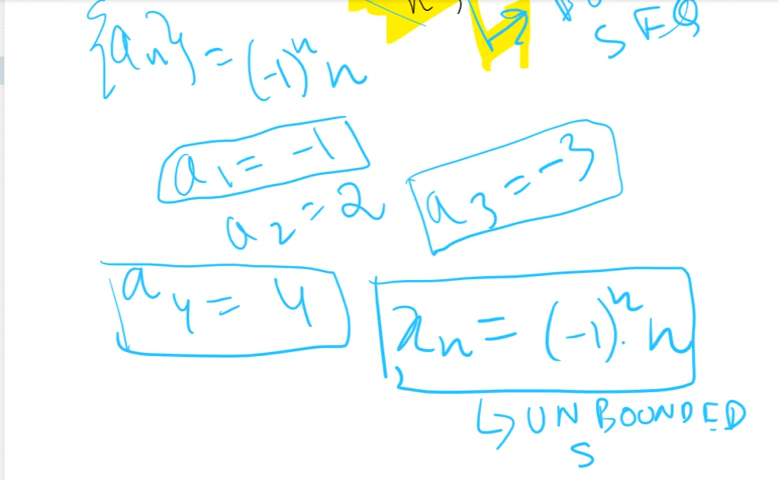 n,
SEQ
{aₙ} = (-1)ⁿ n
a₁ = -1
a₂ = 2
a₃ = -3
a₄ = 4
aₙ = (-1)ⁿ · n
↳ UNBOUNDED
S